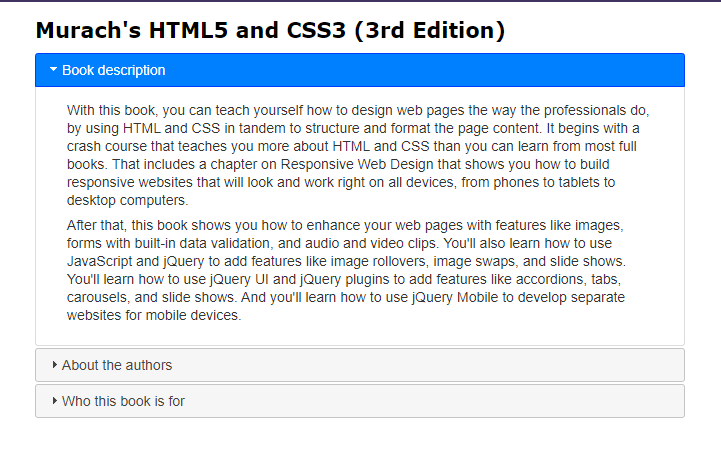 Murach's HTML5 and CSS3 (3rd Edition)
Book description
With this book, you can teach yourself how to design web pages the way the professionals do,
by using HTML and CSS in tandem to structure and format the page content. It begins with a
crash course that teaches you more about HTML and CSS than you can learn from most full
books. That includes a chapter on Responsive Web Design that shows you how to build
responsive websites that will look and work right on all devices, from phones to tablets to
desktop computers.
After that, this book shows you how to enhance your web pages with features like images,
forms with built-in data validation, and audio and video clips. You'll also learn how to use
JavaScript and jQuery to add features like image rollovers, image swaps, and slide shows.
You'll learn how to use jQuery UI and jQuery plugins to add features like accordions, tabs,
carousels, and slide shows. And you'll learn how to use jQuery Mobile to develop separate
websites for mobile devices.
About the authors
Who this book is for